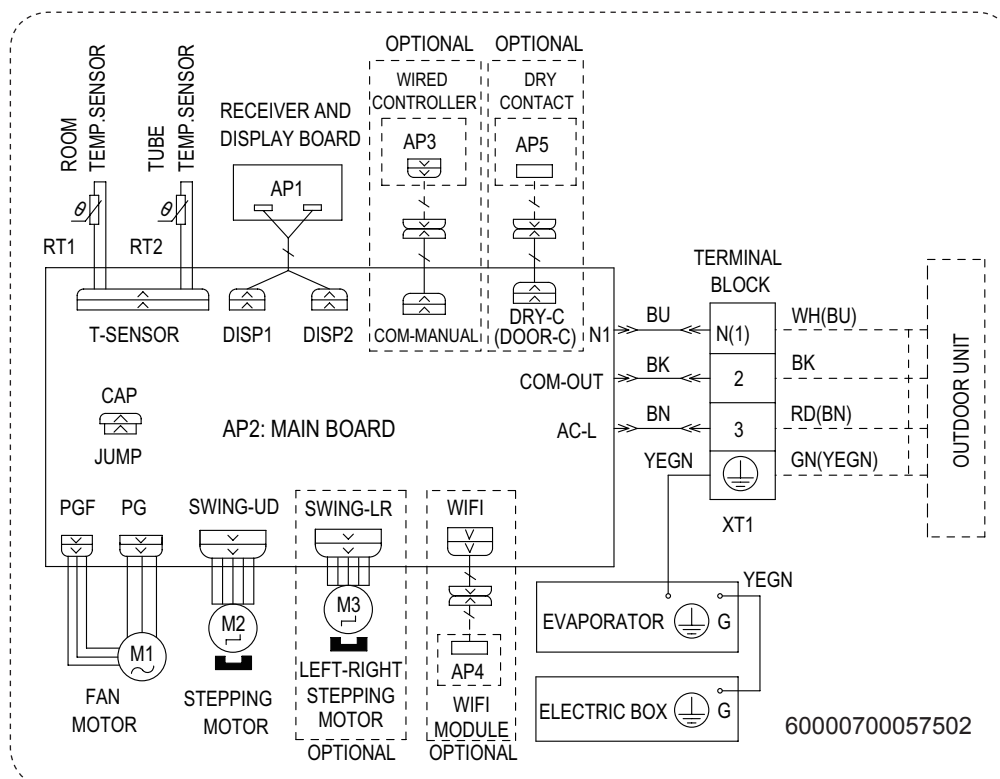 OPTIONAL
OPTIONAL
ROOM
TEMP.SENSOR
TUBE
TEMP.SENSOR
RECEIVER AND
DISPLAY BOARD
WIRED
CONTROLLER
DRY
CONTACT
AP3
AP5
AP1
θ
θ
RT1
RT2
TERMINAL
BLOCK
T-SENSOR
DISP1
DISP2
COM-MANUAL
DRY-C
(DOOR-C)
N1
BU
N(1)
WH(BU)
COM-OUT
BK
2
BK
AC-L
BN
3
RD(BN)
YEGN
GN(YEGN)
XT1
OUTDOOR UNIT
CAP
JUMP
AP2: MAIN BOARD
PGF
PG
SWING-UD
SWING-LR
WIFI
M1
M2
M3
AP4
FAN
MOTOR
STEPPING
MOTOR
LEFT-RIGHT
STEPPING
MOTOR
OPTIONAL
WIFI
MODULE
OPTIONAL
YEGN
EVAPORATOR
G
ELECTRIC BOX
G
60000700057502